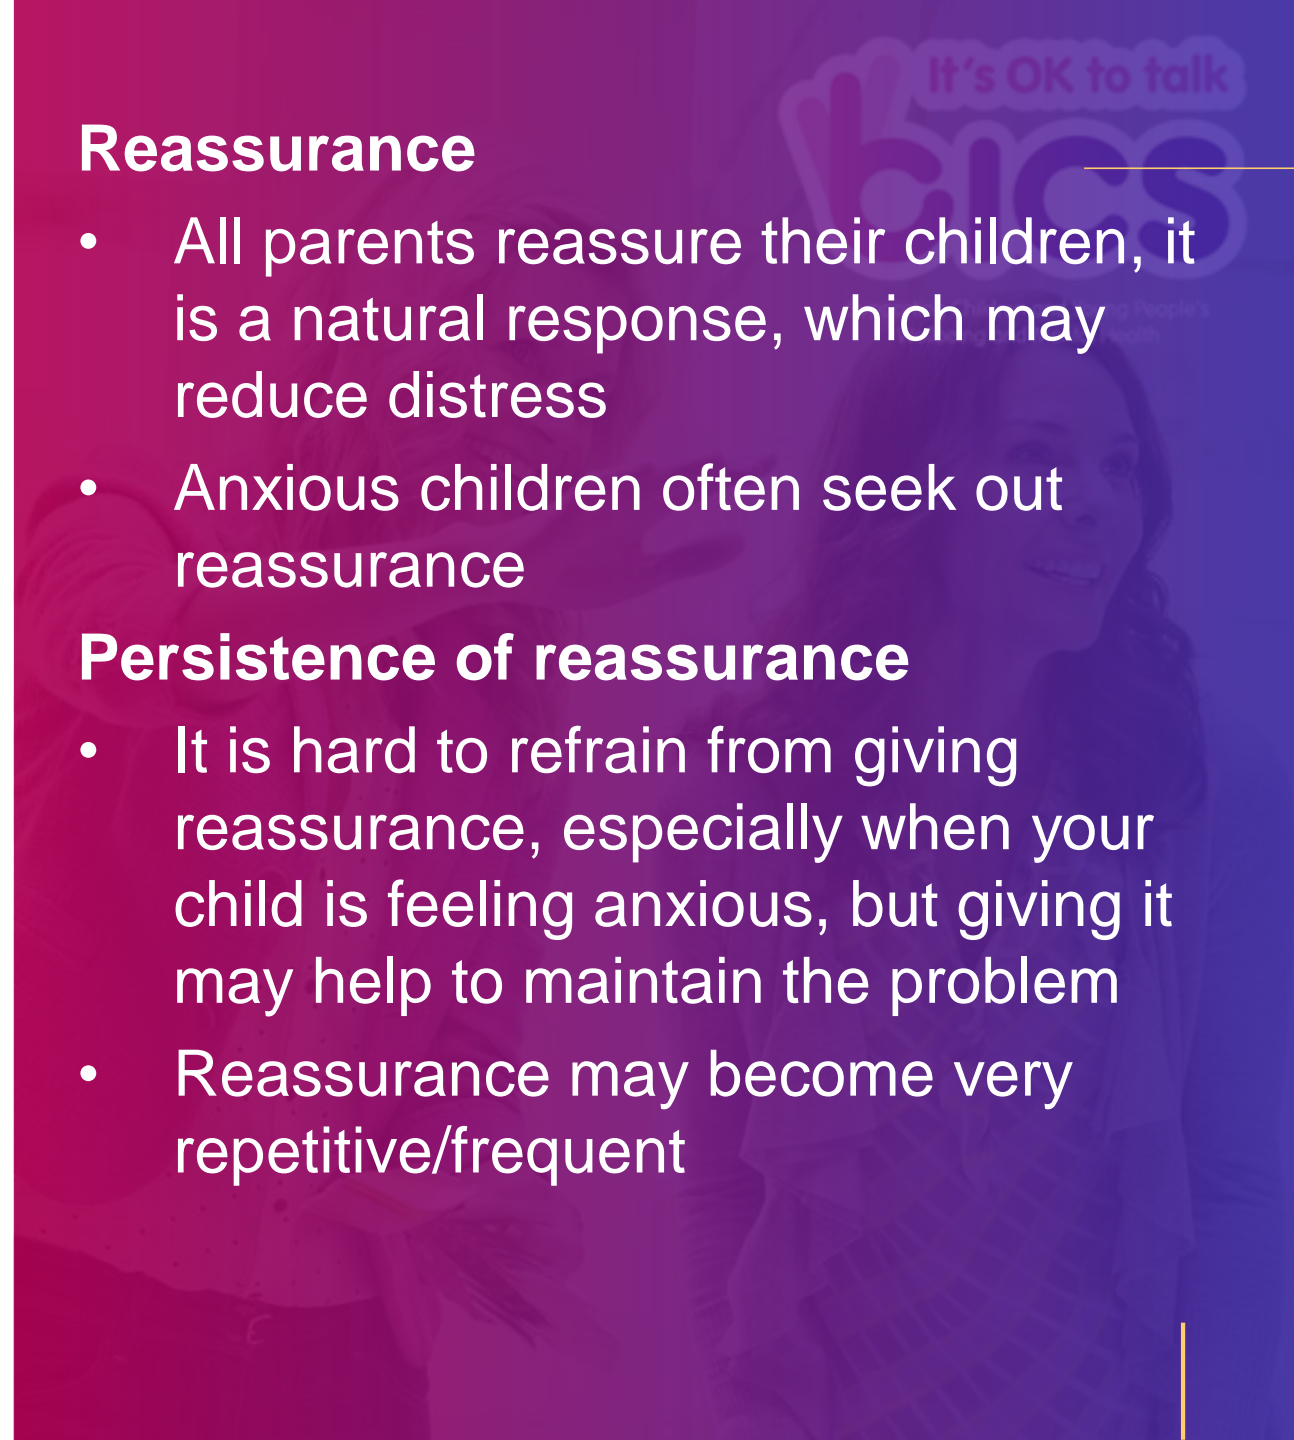 It's OK to talk
bics
Reassurance
• All parents reassure their children, it
is a natural response, which may
reduce distress
• Anxious children often seek out
reassurance
Persistence of reassurance
• It is hard to refrain from giving
reassurance, especially when your
child is feeling anxious, but giving it
may help to maintain the problem
• Reassurance may become very
repetitive/frequent